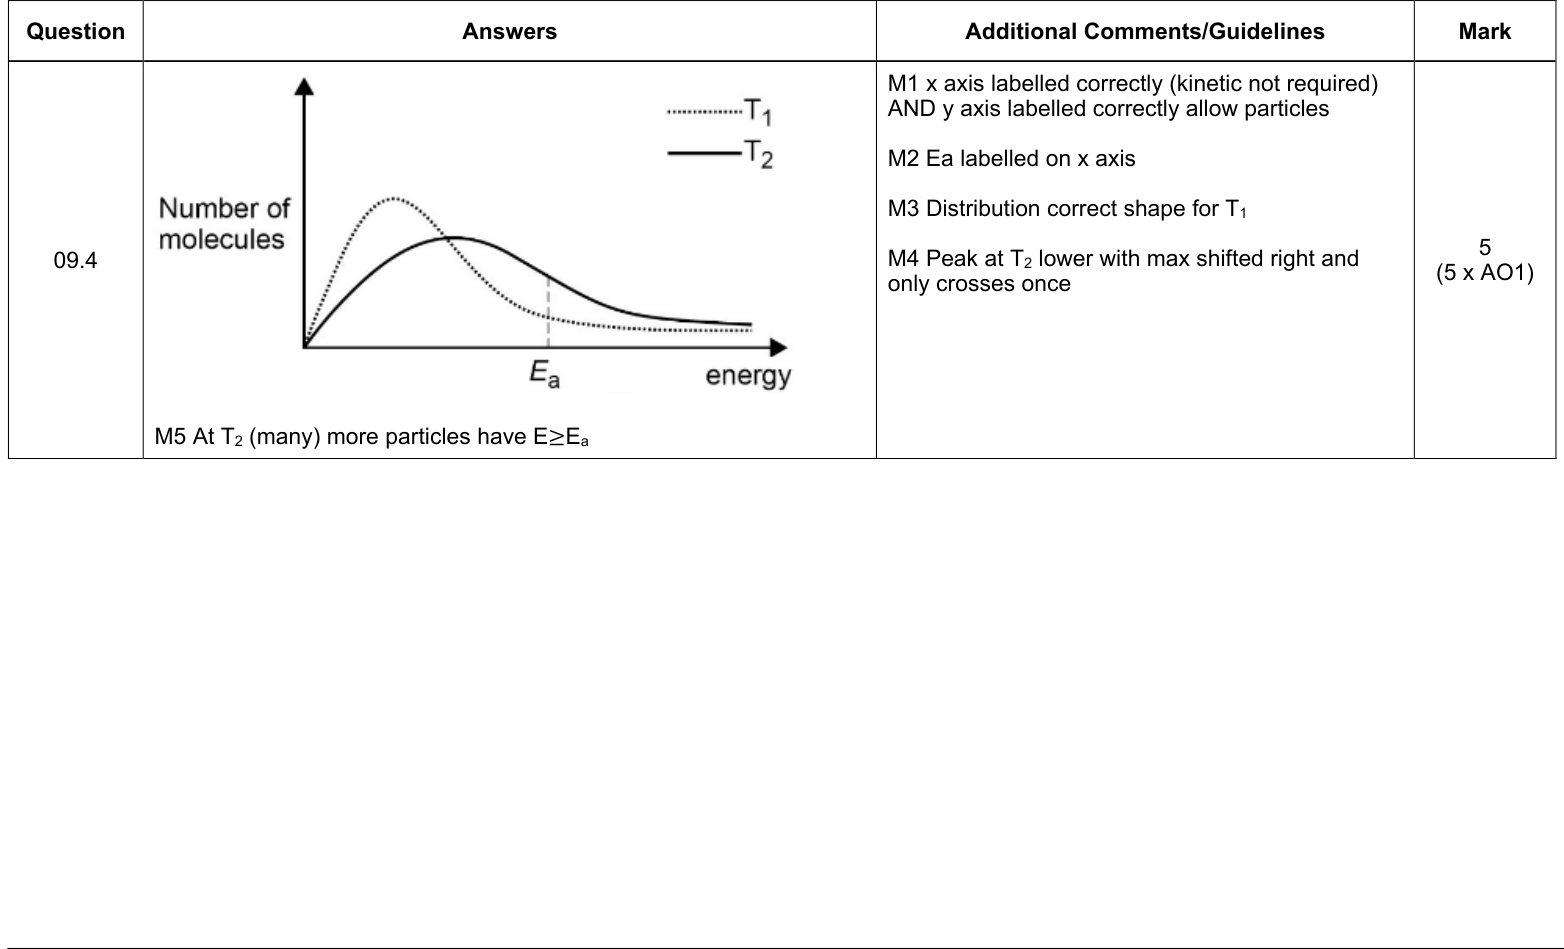 Question
Answers
Additional Comments/Guidelines
Mark
09.4
T₁
T₂
Number of
molecules
Eₐ
energy
M5 At T₂ (many) more particles have E≥Eₐ
M1 x axis labelled correctly (kinetic not required)
AND y axis labelled correctly allow particles
M2 Ea labelled on x axis
M3 Distribution correct shape for T₁
M4 Peak at T₂ lower with max shifted right and
only crosses once
5
(5 x AO1)